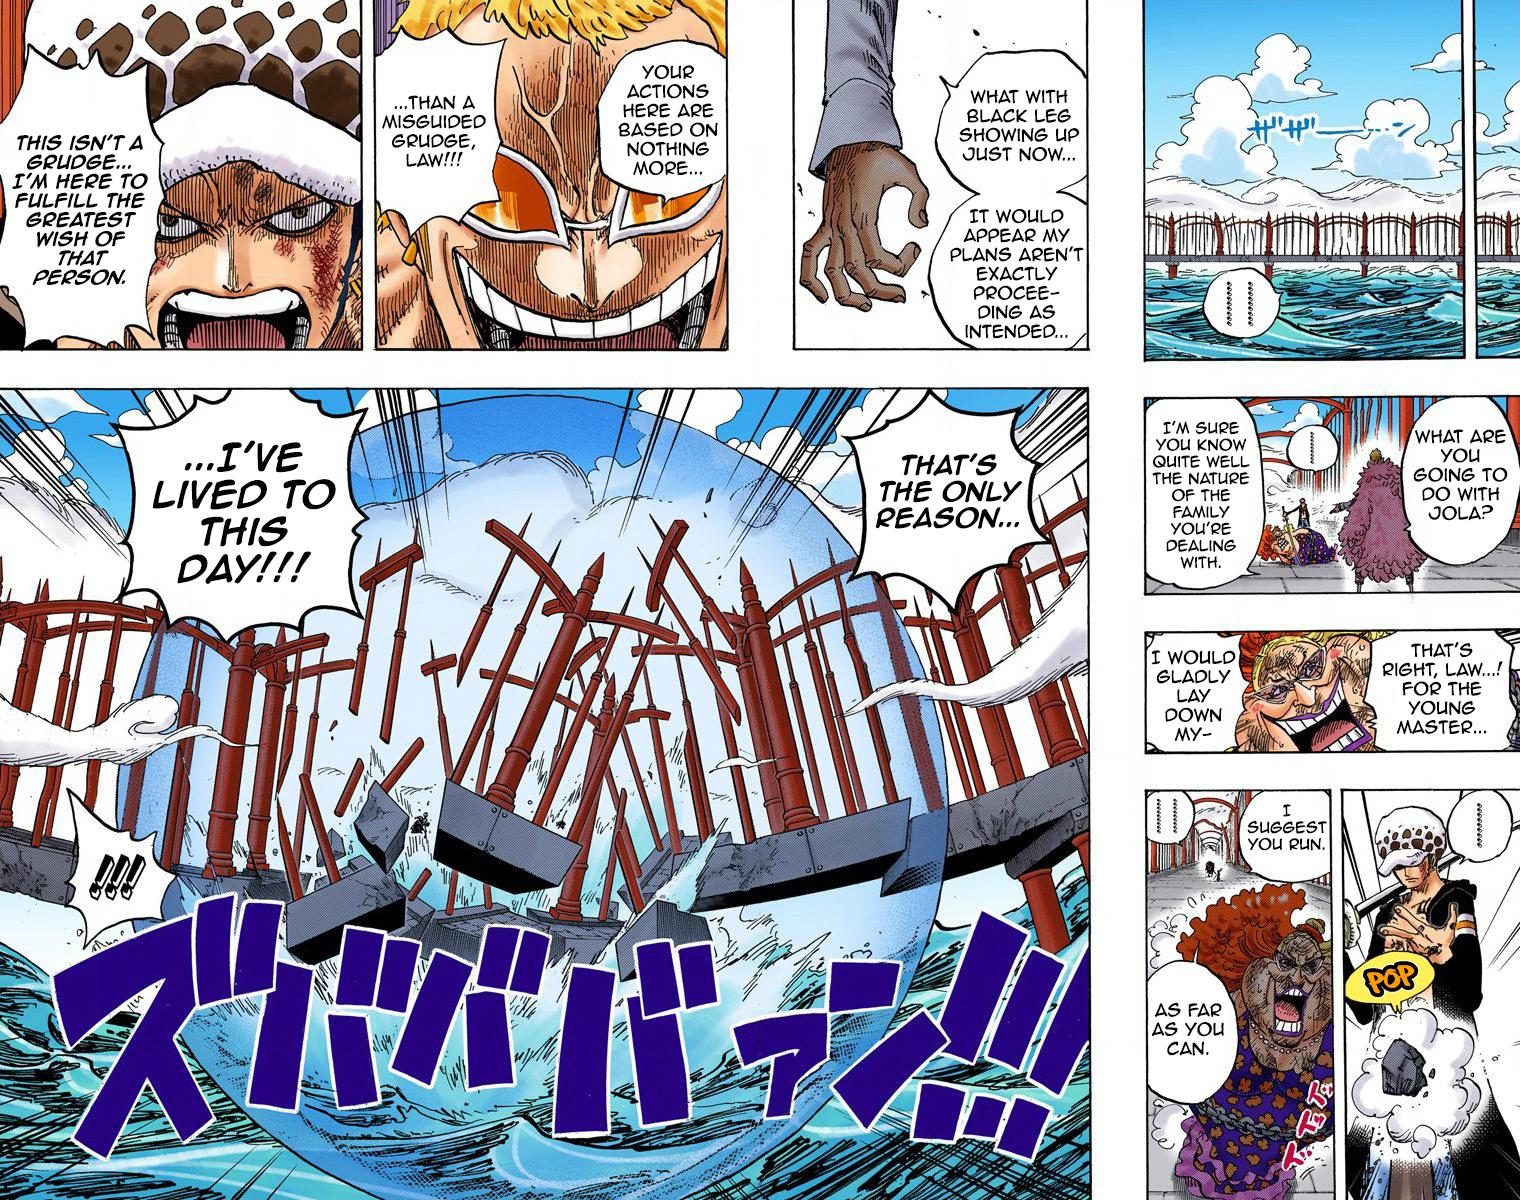 ザザーーー…ン
WHAT ARE
YOU
GOING TO
DO WITH
JOLA?
I'M SURE
YOU KNOW
QUITE WELL
THE NATURE
OF THE
FAMILY
YOU'RE
DEALING
WITH.
THAT'S
RIGHT, LAW...!
FOR THE
YOUNG
MASTER...
I WOULD
GLADLY
LAY
DOWN
MY-
POP
I
SUGGEST
YOU RUN.
AS FAR
AS YOU
CAN.
WHAT WITH
BLACK LEG
SHOWING UP
JUST NOW...
IT WOULD
APPEAR MY
PLANS AREN'T
EXACTLY
PROCEE-
DING AS
INTENDED...
YOUR
ACTIONS
HERE ARE
BASED ON
NOTHING
MORE...
...THAN A
MISGUIDED
GRUDGE,
LAW!!!
THIS ISN'T A
GRUDGE...
I'M HERE TO
FULFILL THE
GREATEST
WISH OF
THAT
PERSON.
THAT'S
THE ONLY
REASON...
...I'VE
LIVED TO
THIS
DAY!!!
!!!!
ズバババァン!!!